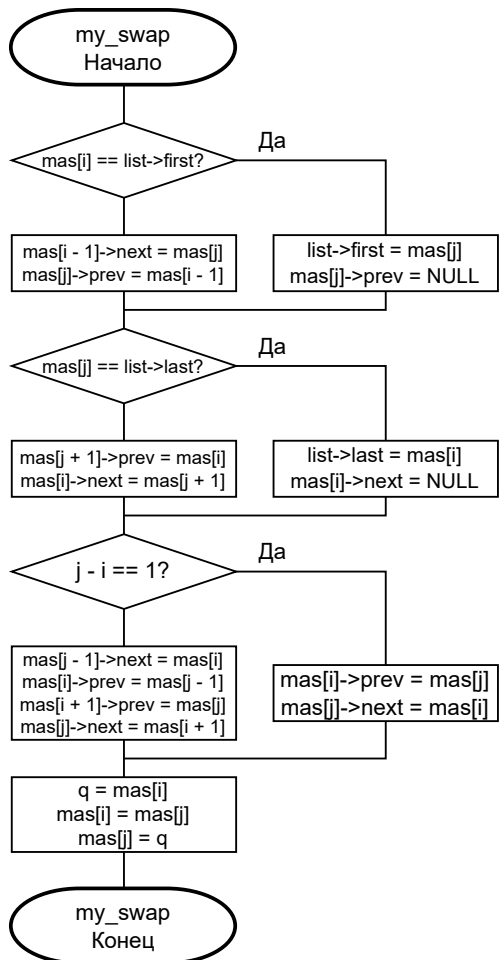 my_swap
Начало
mas[i] == list->first?
Да
mas[i - 1]->next = mas[j]
mas[j]->prev = mas[i - 1]
list->first = mas[j]
mas[j]->prev = NULL
mas[j] == list->last?
Да
mas[j + 1]->prev = mas[i]
mas[i]->next = mas[j + 1]
list->last = mas[i]
mas[i]->next = NULL
j - i == 1?
Да
mas[j - 1]->next = mas[i]
mas[i]->prev = mas[j - 1]
mas[i + 1]->prev = mas[j]
mas[j]->next = mas[i + 1]
mas[i]->prev = mas[j]
mas[j]->next = mas[i]
q = mas[i]
mas[i] = mas[j]
mas[j] = q
my_swap
Конец